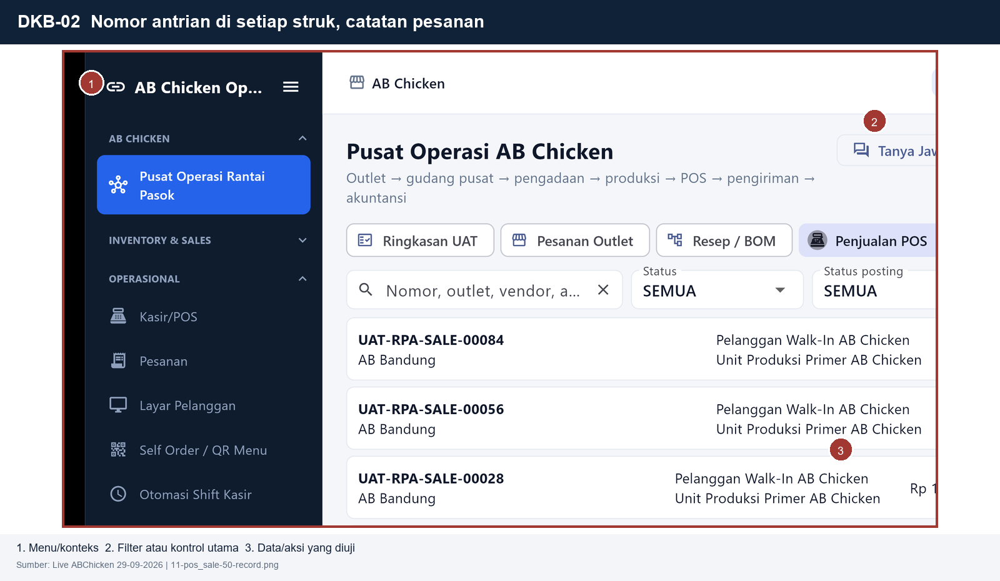 DKB-02 Nomor antrian di setiap struk, catatan pesanan
1
AB Chicken Op...
AB Chicken
2
AB CHICKEN
Pusat Operasi Rantai
Pasok
INVENTORY & SALES
OPERASIONAL
Kasir/POS
Pesanan
Layar Pelanggan
Self Order / QR Menu
Otomasi Shift Kasir
Pusat Operasi AB Chicken
Tanya Jaw
Outlet → gudang pusat → pengadaan → produksi → POS → pengiriman →
akuntansi
Ringkasan UAT
Pesanan Outlet
Resep / BOM
Penjualan POS
Nomor, outlet, vendor, a...
Status
SEMUA
Status posting
SEMUA
UAT-RPA-SALE-00084
AB Bandung
Pelanggan Walk-In AB Chicken
Unit Produksi Primer AB Chicken
UAT-RPA-SALE-00056
AB Bandung
Pelanggan Walk-In AB Chicken
Unit Produksi Primer AB Chicken
3
UAT-RPA-SALE-00028
AB Bandung
Pelanggan Walk-In AB Chicken
Unit Produksi Primer AB Chicken
Rp 1
1. Menu/konteks 2. Filter atau kontrol utama 3. Data/aksi yang diuji
Sumber: Live ABChicken 29-09-2026 | 11-pos_sale-50-record.png